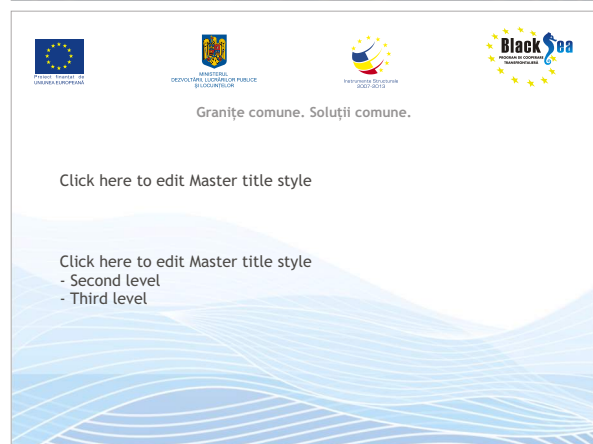 Proiect finanțat de
UNIUNEA EUROPEANĂ
MINISTERUL
DEZVOLTĂRII, LUCRĂRILOR PUBLICE
ȘI LOCUINȚELOR
Instrumente Structurale
2007-2013
Black Sea
PROGRAM DE COOPERARE
TRANSFRONTALIERĂ
Granițe comune. Soluții comune.
Click here to edit Master title style
Click here to edit Master title style
- Second level
- Third level